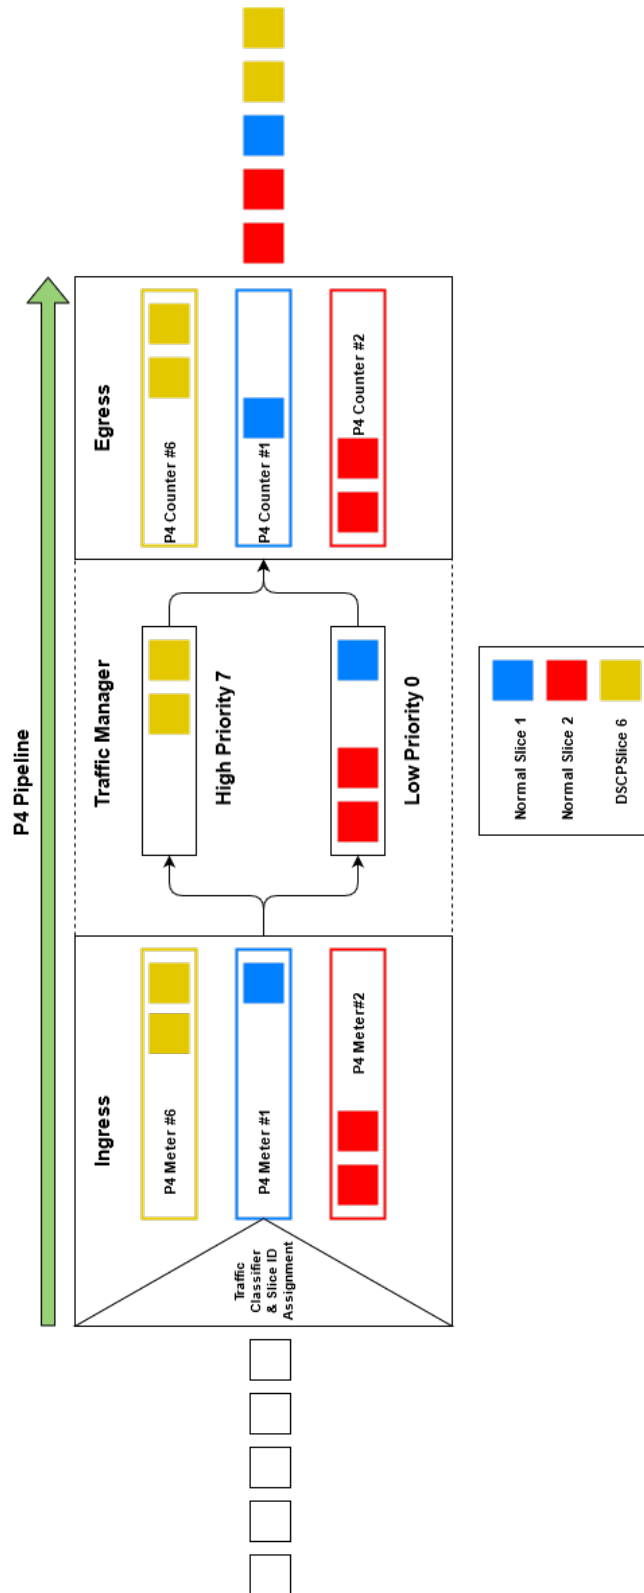 P4 Pipeline
Ingress
Traffic Manager
Egress
Traffic
Classifier
& Slice ID
Assignment
P4 Meter #6
P4 Meter #1
P4 Meter#2
High Priority 7
Low Priority 0
P4 Counter #6
P4 Counter #1
P4 Counter #2
Normal Slice 1
Normal Slice 2
DSCPSlice 6